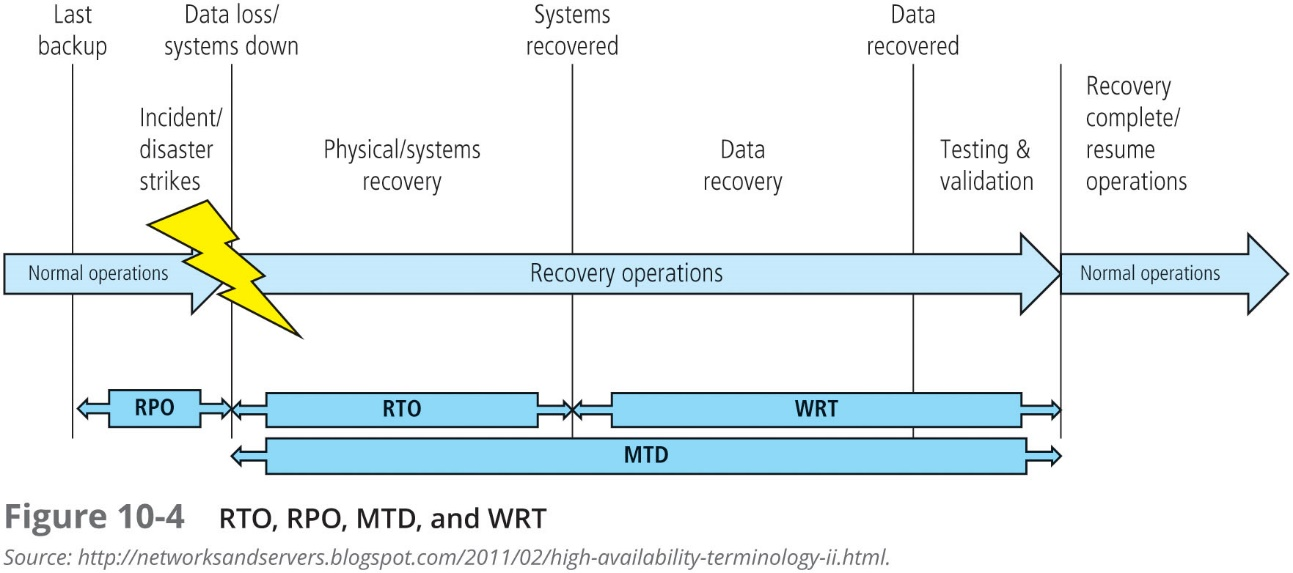 Last
backup
Data loss/
systems down
Systems
recovered
Data
recovered
Incident/
disaster
strikes
Physical/systems
recovery
Data
recovery
Testing &
validation
Recovery
complete/
resume
operations
Normal operations
Recovery operations
Normal operations
RPO
RTO
WRT
MTD
Figure 10-4 RTO, RPO, MTD, and WRT
Source: http://networksandservers.blogspot.com/2011/02/high-availability-terminology-ii.html.